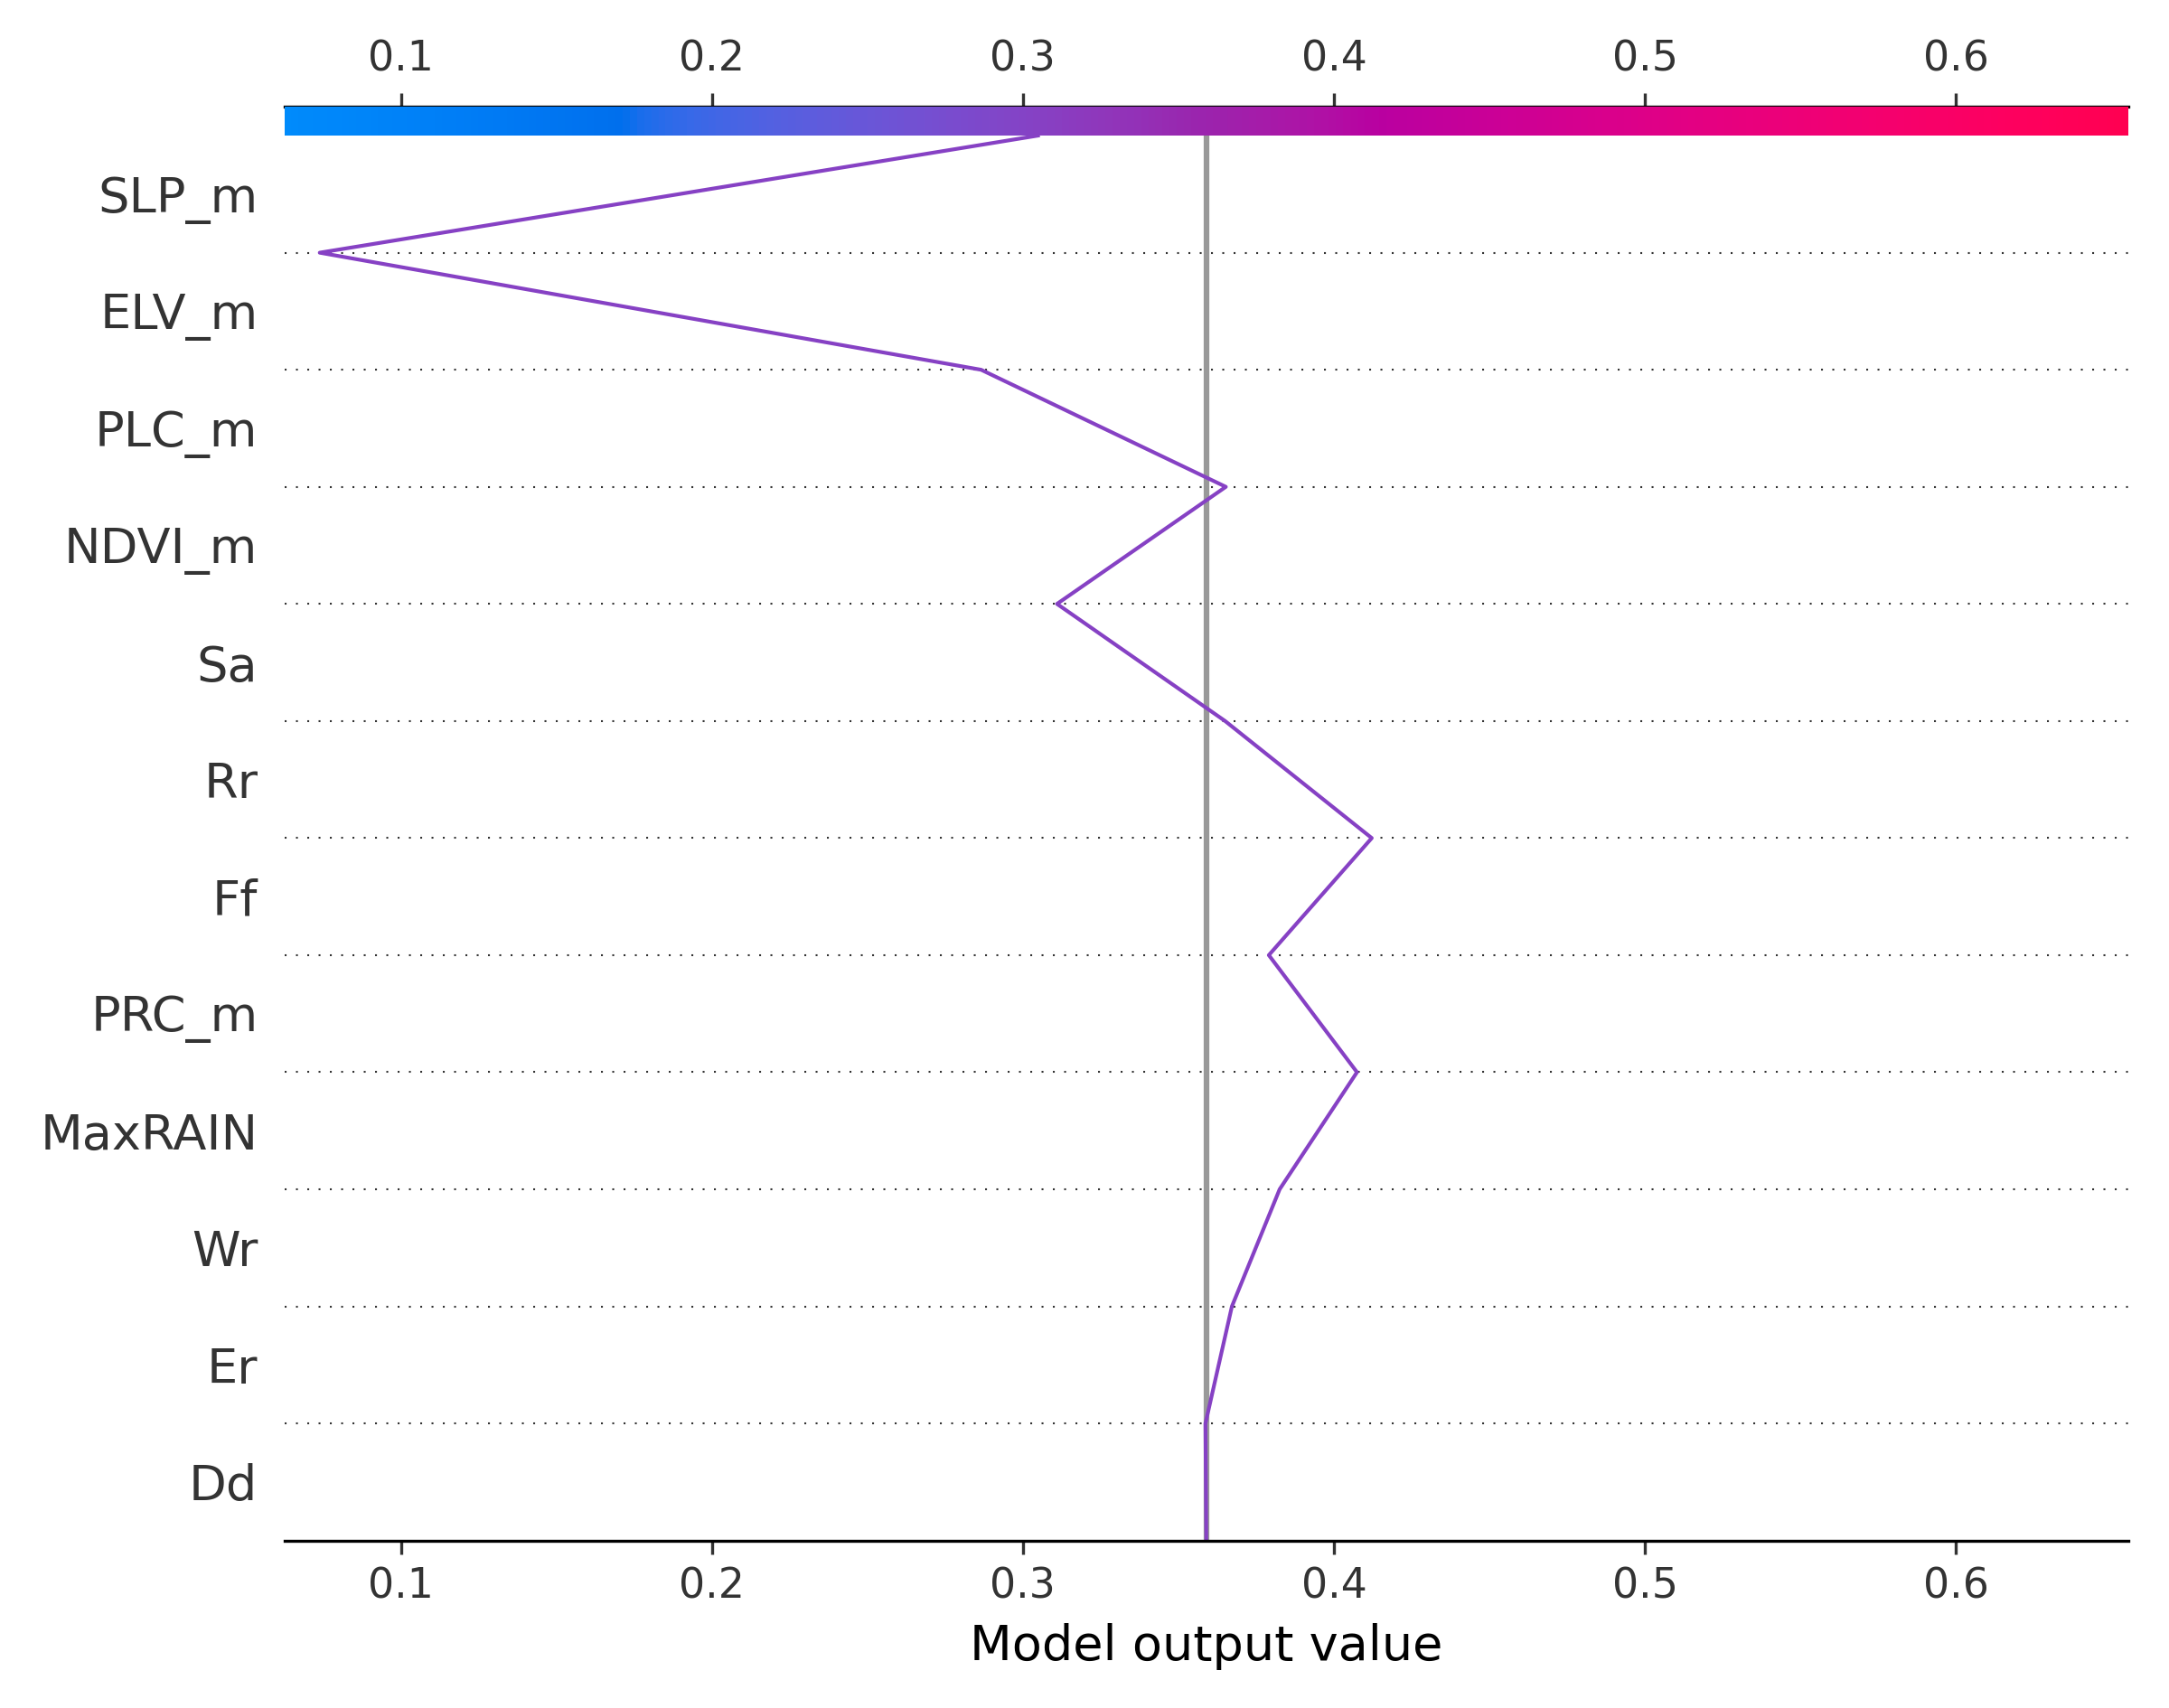 0.1 0.2 0.3 0.4 0.5 0.6
SLP_m
ELV_m
PLC_m
NDVI_m
Sa
Rr
Ff
PRC_m
MaxRAIN
Wr
Er
Dd
0.1 0.2 0.3 0.4 0.5 0.6
Model output value